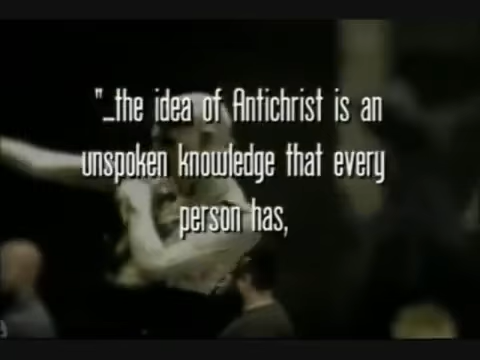 "...the idea of Antichrist is an
unspoken knowledge that every
person has,